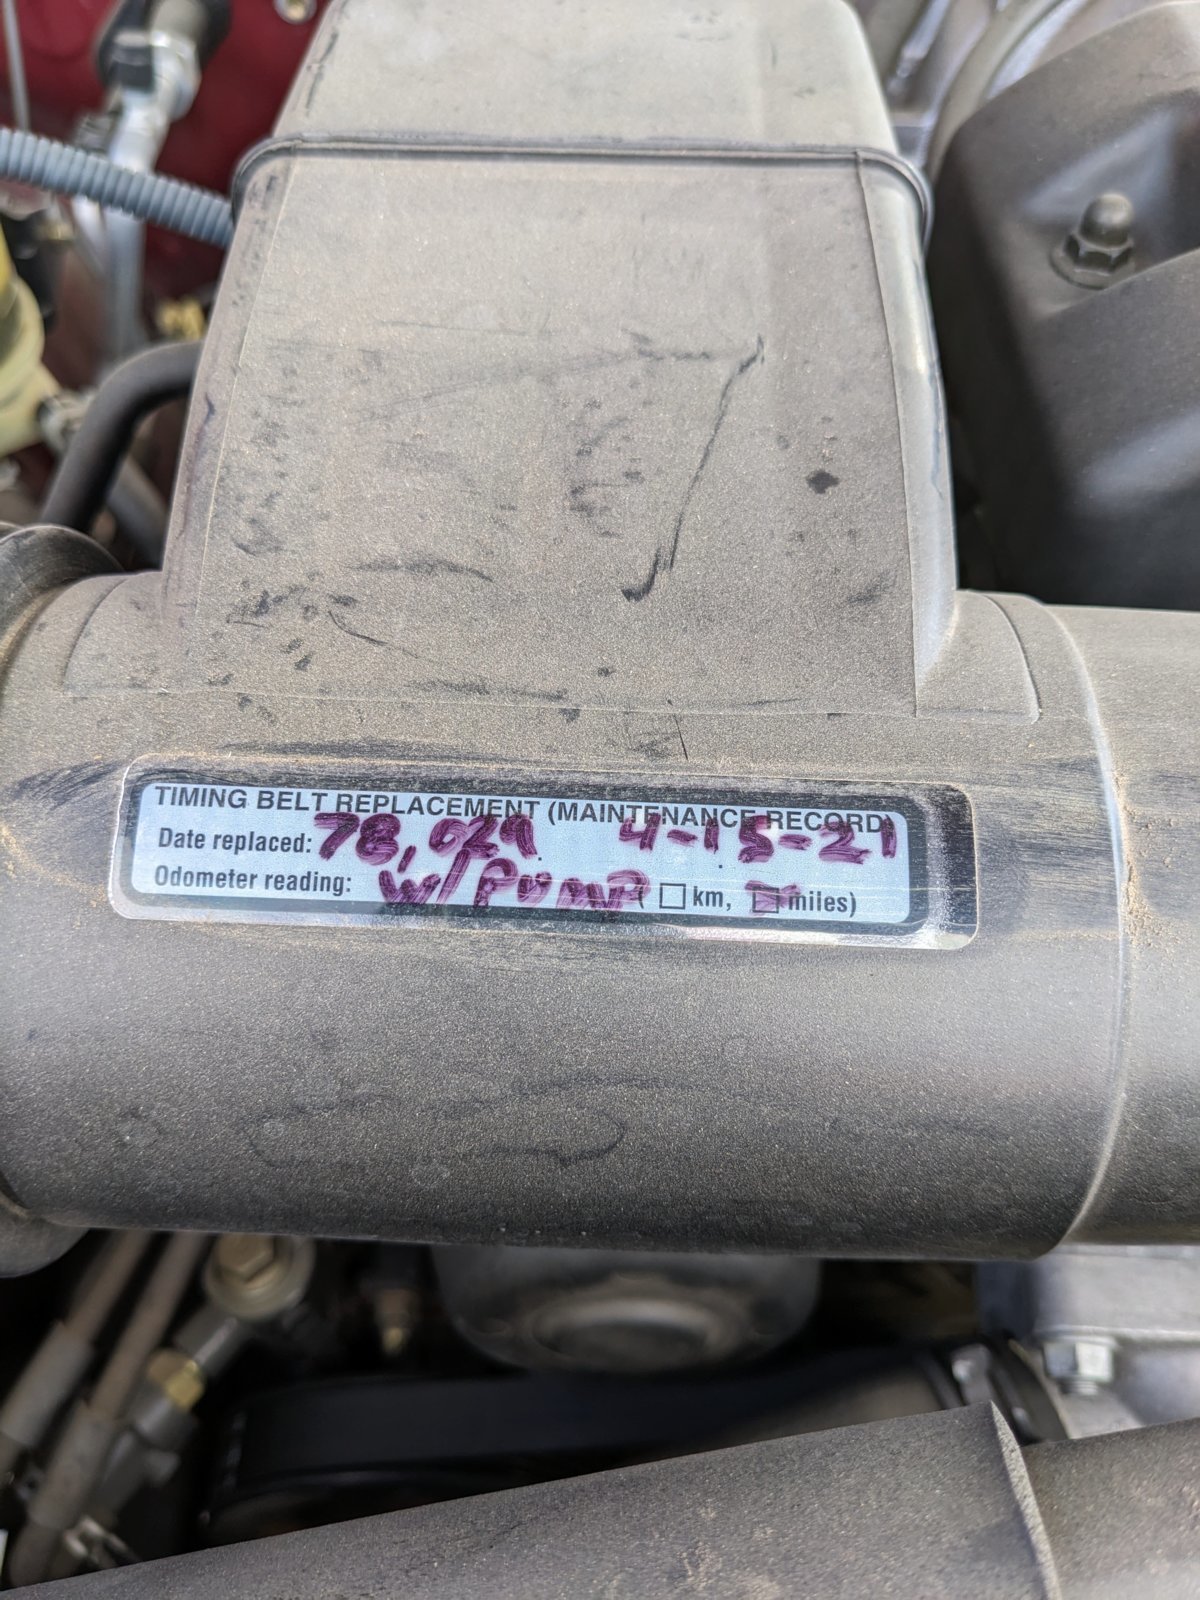 TIMING BELT REPLACEMENT (MAINTENANCE RECORD)
Date replaced: 78,029 4-15-21
Odometer reading: W/ PUMP ( km, miles)